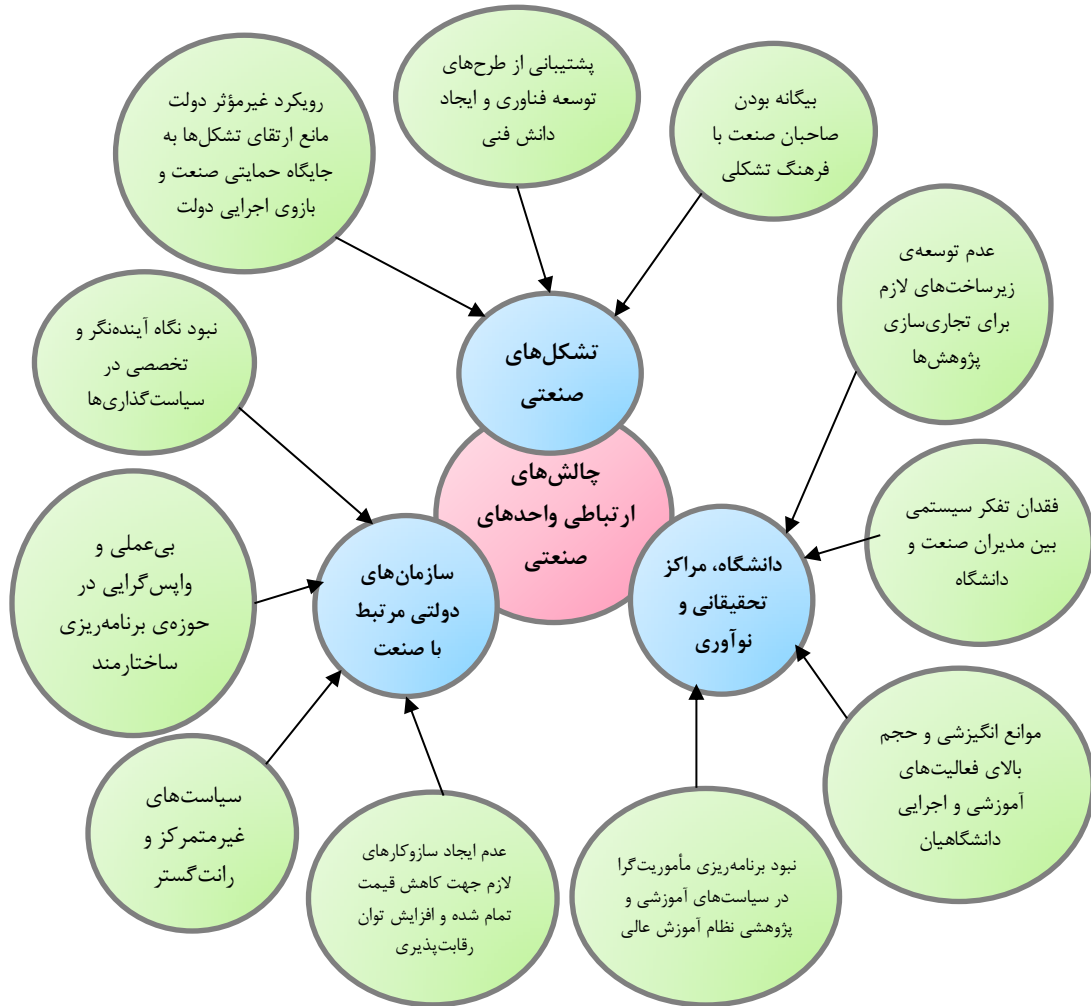 پشتیبانی از طرح‌های
توسعه فناوری و ایجاد
دانش فنی
بیگانه بودن
صاحبان صنعت با
فرهنگ تشکلی
رویکرد غیرمؤثر دولت
مانع ارتقای تشکل‌ها به
جایگاه حمایتی صنعت و
بازوی اجرایی دولت
عدم توسعه‌ی
زیرساخت‌های لازم
برای تجاری‌سازی
پژوهش‌ها
نبود نگاه آینده‌نگر و
تخصصی در
سیاست‌گذاری‌ها
تشکل‌های
صنعتی
چالش‌های
ارتباطی واحدهای
صنعتی
فقدان تفکر سیستمی
بین مدیران صنعت و
دانشگاه
بی‌عملی و
واپس‌گرایی در
حوزه‌ی برنامه‌ریزی
ساختارمند
دانشگاه، مراکز
تحقیقاتی و
نوآوری
سازمان‌های
دولتی مرتبط
با صنعت
موانع انگیزشی و حجم
بالای فعالیت‌های
آموزشی و اجرایی
دانشگاهیان
سیاست‌های
غیرمتمرکز و
رانت‌گستر
عدم ایجاد سازوکارهای
لازم جهت کاهش قیمت
تمام شده و افزایش توان
رقابت‌پذیری
نبود برنامه‌ریزی مأموریت‌گرا
در سیاست‌های آموزشی و
پژوهشی نظام آموزش عالی